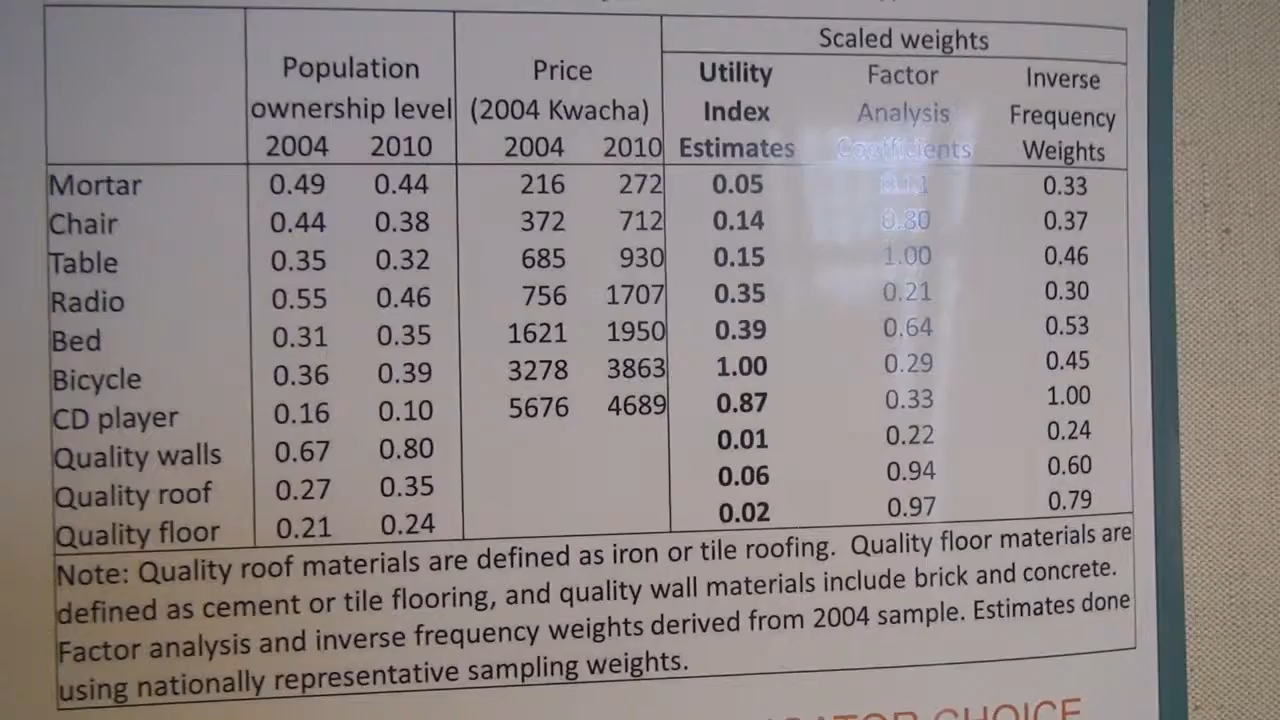 Scaled weights
Population Price Utility Factor Inverse
ownership level (2004 Kwacha) Index Analysis Frequency
2004 2010 2004 2010 Estimates Coefficients Weights
Mortar 0.49 0.44 216 272 0.05 0.33
Chair 0.44 0.38 372 712 0.14 0.80 0.37
Table 0.35 0.32 685 930 0.15 1.00 0.46
Radio 0.55 0.46 756 1707 0.35 0.21 0.30
Bed 0.31 0.35 1621 1950 0.39 0.64 0.53
Bicycle 0.36 0.39 3278 3863 1.00 0.29 0.45
CD player 0.16 0.10 5676 4689 0.87 0.33 1.00
Quality walls 0.67 0.80 0.01 0.22 0.24
Quality roof 0.27 0.35 0.06 0.94 0.60
Quality floor 0.21 0.24 0.02 0.97 0.79
Note: Quality roof materials are defined as iron or tile roofing. Quality floor materials are
defined as cement or tile flooring, and quality wall materials include brick and concrete.
Factor analysis and inverse frequency weights derived from 2004 sample. Estimates done
using nationally representative sampling weights.
CHOICE